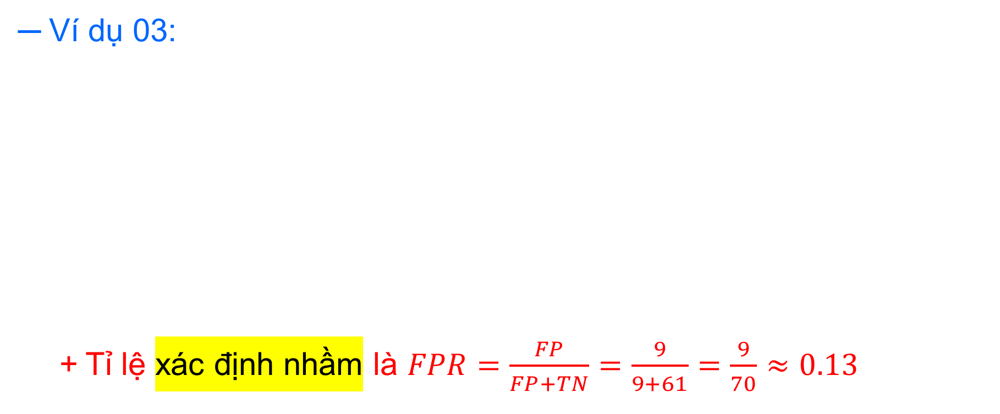 — Ví dụ 03:
+ Tỉ lệ xác định nhầm là FPR = FP/(FP+TN) = 9/(9+61) = 9/70 ≈ 0.13